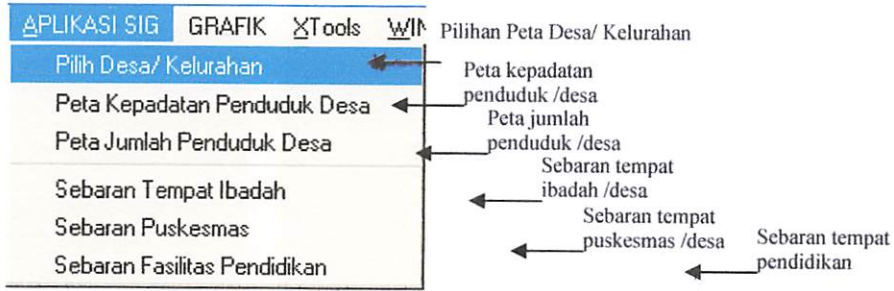 APLIKASI SIG GRAFIK XTools WIN
Pilih Desa/ Kelurahan
Peta Kepadatan Penduduk Desa
Peta Jumlah Penduduk Desa
Sebaran Tempat Ibadah
Sebaran Puskesmas
Sebaran Fasilitas Pendidikan
Pilihan Peta Desa/ Kelurahan
Peta kepadatan
penduduk /desa
Peta jumlah
penduduk /desa
Sebaran tempat
ibadah /desa
Sebaran tempat
puskesmas /desa
Sebaran tempat
pendidikan